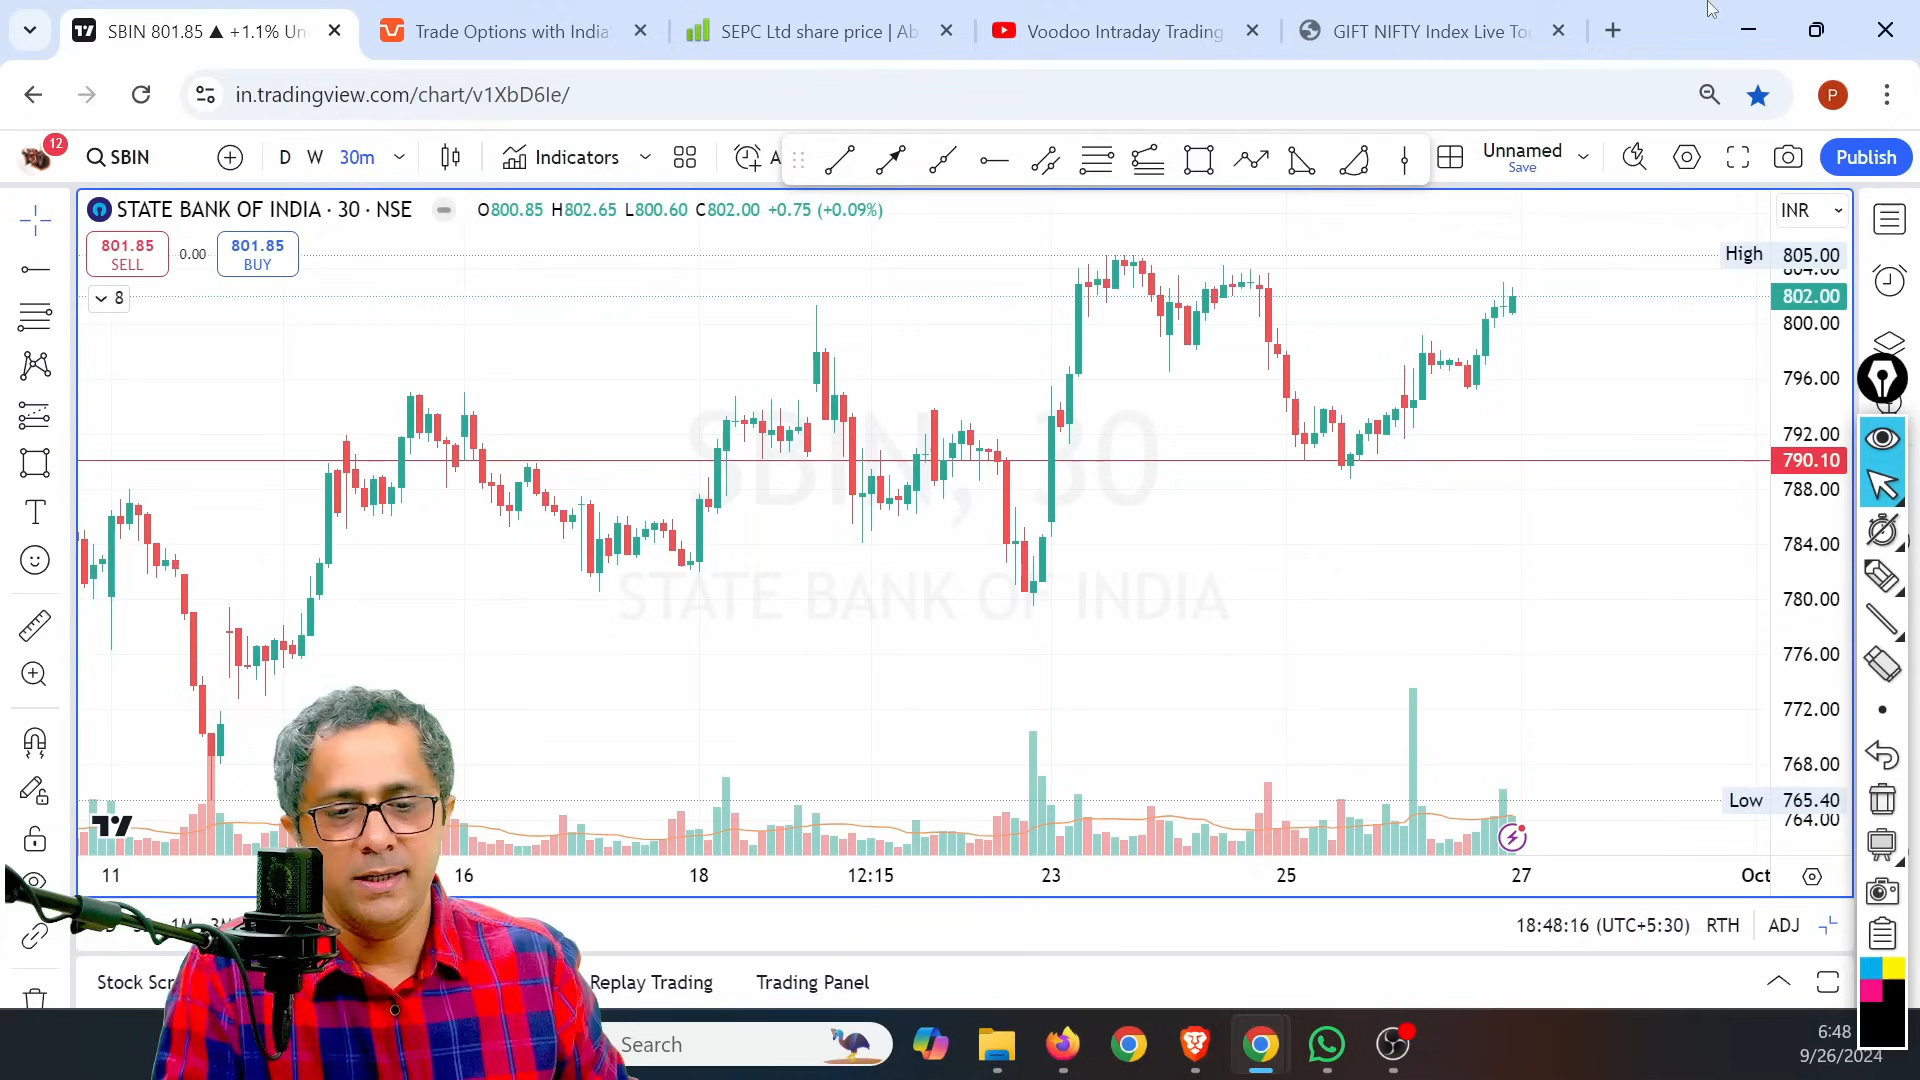 SBIN 801.85 ▲ +1.1% Un
Trade Options with India
SEPC Ltd share price | Ab
Voodoo Intraday Trading
GIFT NIFTY Index Live To
in.tradingview.com/chart/v1XbD6Ie/
P
12
SBIN
D W 30m
Indicators
A
Unnamed
Save
Publish
STATE BANK OF INDIA · 30 · NSE
O800.85 H802.65 L800.60 C802.00 +0.75 (+0.09%)
INR
801.85
SELL
0.00
801.85
BUY
8
High 805.00
804.00
802.00
800.00
796.00
792.00
790.10
788.00
784.00
780.00
776.00
772.00
768.00
Low 765.40
764.00
SBIN, 30
STATE BANK OF INDIA
11 16 18 12:15 23 25 27 Oct
1M
18:48:16 (UTC+5:30) RTH ADJ
Stock Scr
Replay Trading
Trading Panel
Search
6:48
9/26/2024